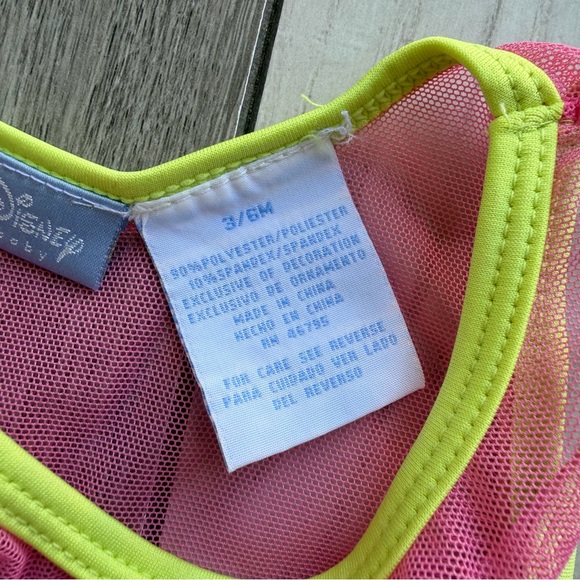 Disney
baby
3/6M
90%POLYESTER/POLIESTER
10%SPANDEX/SPANDEX
EXCLUSIVE OF DECORATION
EXCLUSIVO DE ORNAMENTO
MADE IN CHINA
HECHO EN CHINA
RN 46795
FOR CARE SEE REVERSE
PARA CUIDADO VER LADO
DEL REVERSO